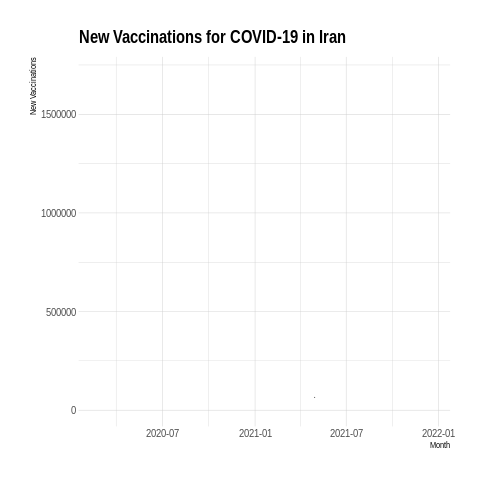 New Vaccinations for COVID-19 in Iran
New Vaccinations
1500000
1000000
500000
0
2020-07 2021-01 2021-07 2022-01
Month